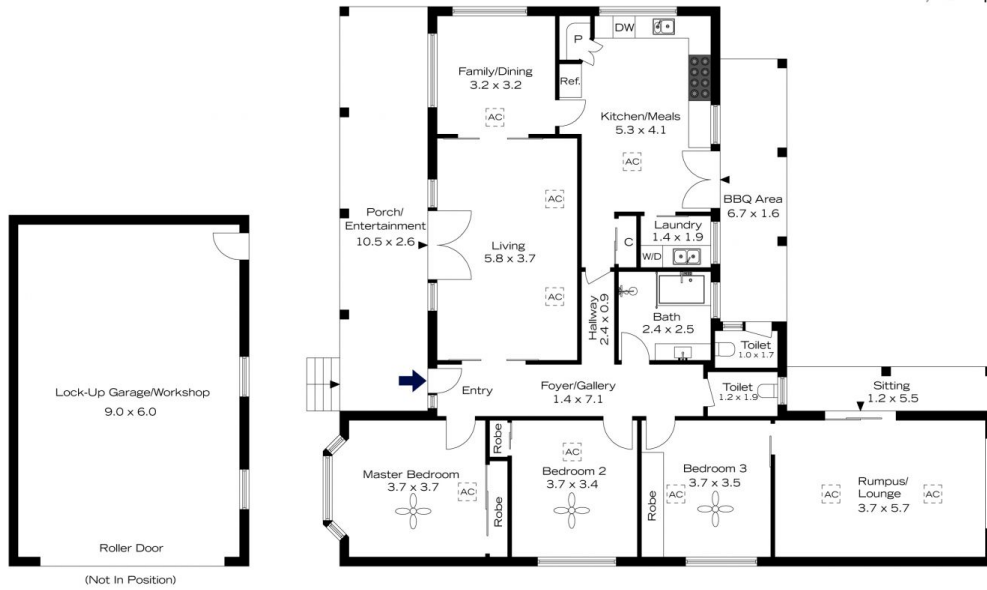 DW
P
Family/Dining
3.2 x 3.2
Ref.
AC
Kitchen/Meals
5.3 x 4.1
AC
BBQ Area
6.7 x 1.6
Porch/
Entertainment
10.5 x 2.6
AC
Living
5.8 x 3.7
AC
C
Laundry
1.4 x 1.9
W/D
Hallway
2.4 x 0.9
Bath
2.4 x 2.5
Toilet
1.0 x 1.7
Lock-Up Garage/Workshop
9.0 x 6.0
Entry
Foyer/Gallery
1.4 x 7.1
Toilet
1.2 x 1.9
Sitting
1.2 x 5.5
Master Bedroom
3.7 x 3.7
AC
Robe
Robe
AC
Bedroom 2
3.7 x 3.4
Robe
Bedroom 3
3.7 x 3.5
AC
Rumpus/
Lounge
3.7 x 5.7
AC
AC
Roller Door
(Not In Position)